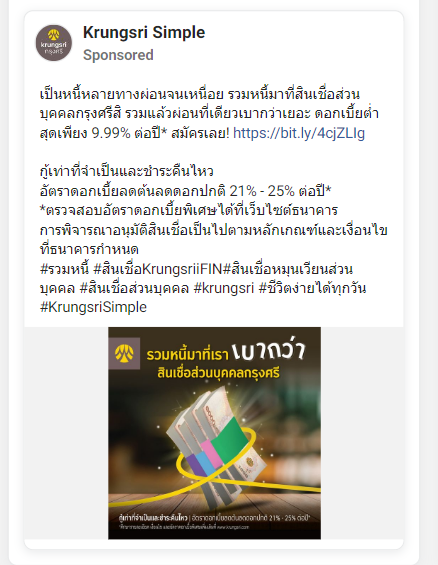 Krungsri Simple
Sponsored
krungsri
กรุงศรี
เป็นหนี้หลายทางผ่อนจนเหนื่อย รวมหนี้มาที่สินเชื่อส่วน
บุคคลกรุงศรีสิ รวมแล้วผ่อนที่เดียวเบากว่าเยอะ ดอกเบี้ยต่ำ
สุดเพียง 9.99% ต่อปี* สมัครเลย! https://bit.ly/4cjZLIg
กู้เท่าที่จำเป็นและชำระคืนไหว
อัตราดอกเบี้ยลดต้นลดดอกปกติ 21% - 25% ต่อปี*
*ตรวจสอบอัตราดอกเบี้ยพิเศษได้ที่เว็บไซต์ธนาคาร
การพิจารณาอนุมัติสินเชื่อเป็นไปตามหลักเกณฑ์และเงื่อนไข
ที่ธนาคารกำหนด
#รวมหนี้ #สินเชื่อKrungsriiFIN#สินเชื่อหมุนเวียนส่วน
บุคคล #สินเชื่อส่วนบุคคล #krungsri #ชีวิตง่ายได้ทุกวัน
#KrungsriSimple
รวมหนี้มาที่เรา เบากว่า
สินเชื่อส่วนบุคคลกรุงศรี
กู้เท่าที่จำเป็นและชำระคืนไหว | อัตราดอกเบี้ยลดต้นลดดอกปกติ 21% - 25% ต่อปี*